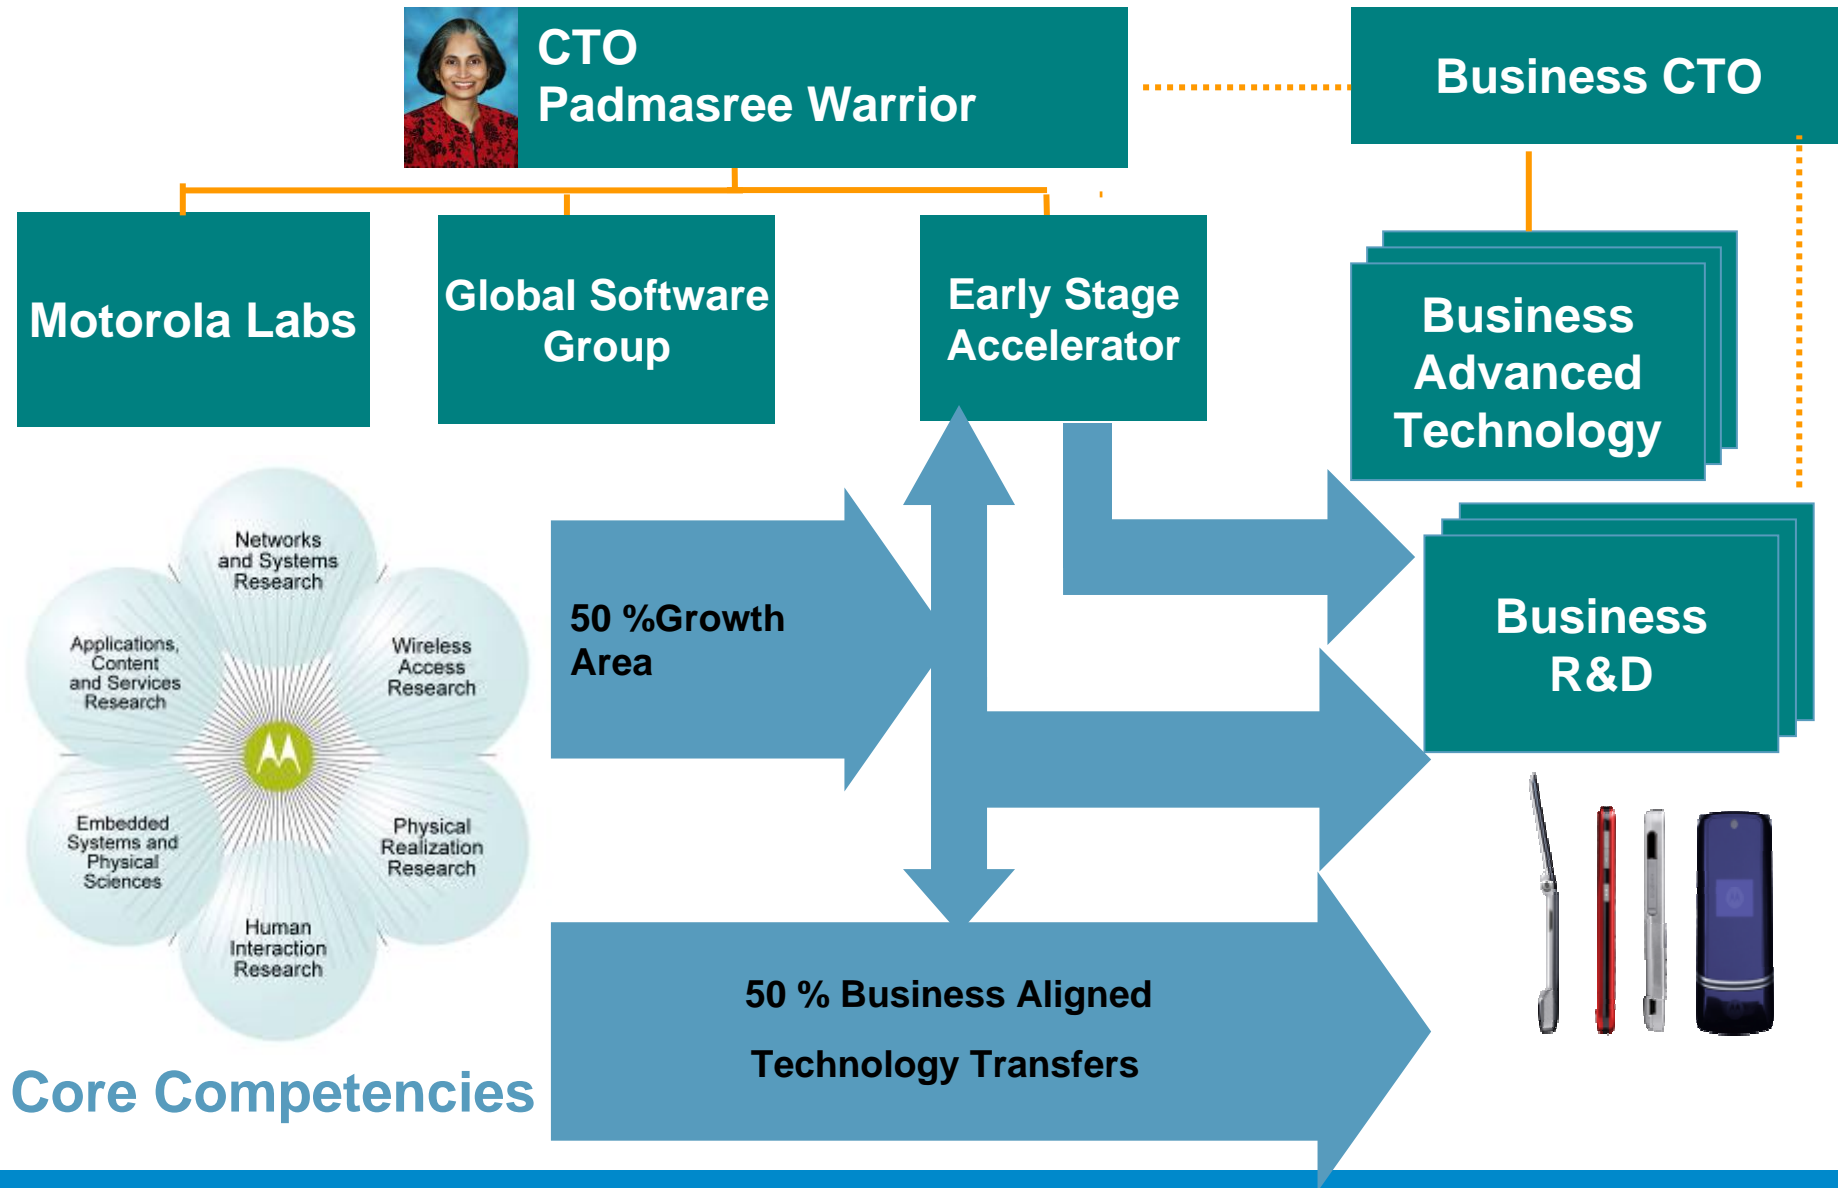 CTO
Padmasree Warrior
Business CTO
Motorola Labs
Global Software
Group
Early Stage
Accelerator
Business
Advanced
Technology
Networks
and Systems
Research
Applications,
Content
and Services
Research
Wireless
Access
Research
Embedded
Systems and
Physical
Sciences
Physical
Realization
Research
Human
Interaction
Research
Core Competencies
50 %Growth
Area
Business
R&D
50 % Business Aligned
Technology Transfers